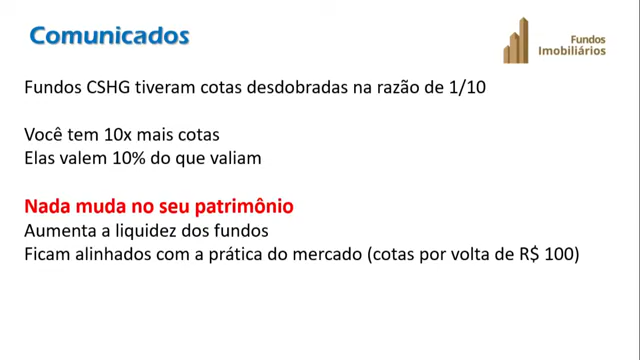 Comunicados
Fundos
Imobiliários
Fundos CSHG tiveram cotas desdobradas na razão de 1/10
Você tem 10x mais cotas
Elas valem 10% do que valiam
Nada muda no seu patrimônio
Aumenta a liquidez dos fundos
Ficam alinhados com a prática do mercado (cotas por volta de R$ 100)